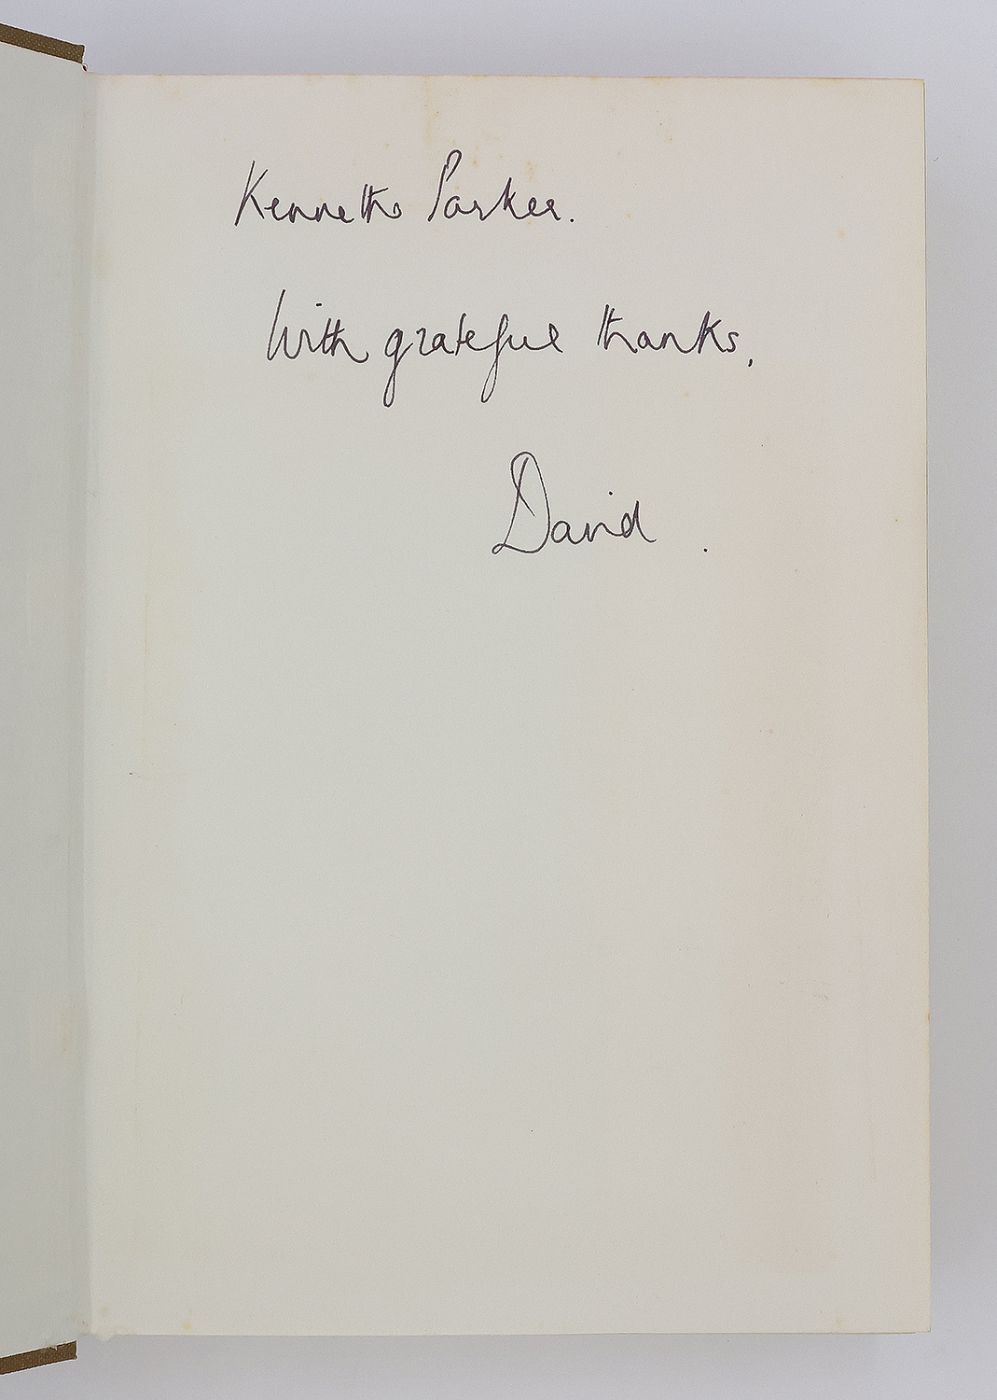 Kenneth Parker.
With grateful thanks,
David.